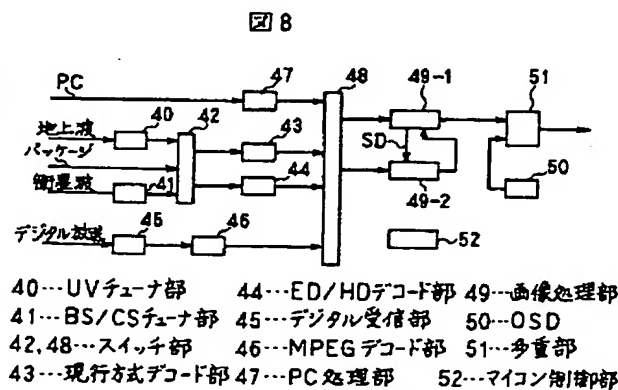 図8
PC
47
48
49-1
51
地上波
40
42
43
パッケージ
SD
衛星波
41
44
49-2
50
デジタル放送
45
46
52
40…UVチューナ部 44…ED/HDデコード部 49…画像処理部
41…BS/CSチューナ部 45…デジタル受信部 50…OSD
42,48…スイッチ部 46…MPEGデコード部 51…多重部
43…現行方式デコード部 47…PC処理部 52…マイコン制御部